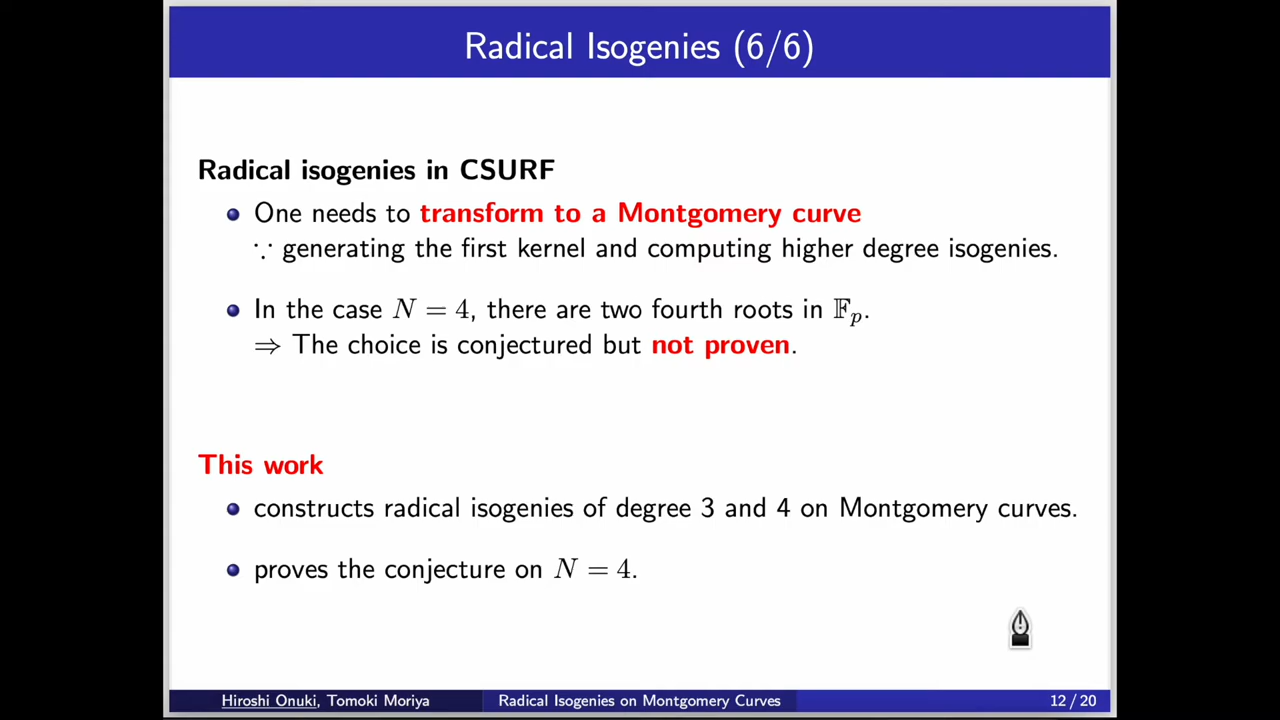 Radical Isogenies (6/6)
Radical isogenies in CSURF
One needs to transform to a Montgomery curve
∵ generating the first kernel and computing higher degree isogenies.
In the case N = 4, there are two fourth roots in 𝔽ₚ.
⇒ The choice is conjectured but not proven.
This work
constructs radical isogenies of degree 3 and 4 on Montgomery curves.
proves the conjecture on N = 4.
Hiroshi Onuki, Tomoki Moriya Radical Isogenies on Montgomery Curves 12 / 20